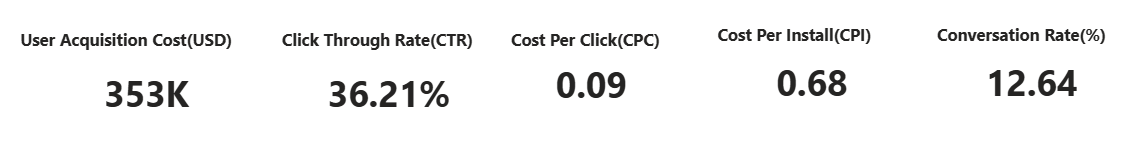 User Acquisition Cost(USD)
353K
Click Through Rate(CTR)
36.21%
Cost Per Click(CPC)
0.09
Cost Per Install(CPI)
0.68
Conversation Rate(%)
12.64